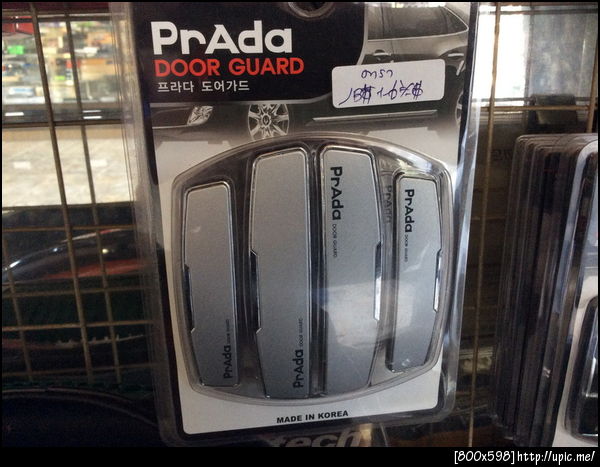 PrAda
DOOR GUARD
프라다 도어가드
PrAda DOOR GUARD
PrAda DOOR GUARD
PrAda DOOR GUARD
PrAda DOOR GUARD
MADE IN KOREA
tech
[800x598]http://upic.me/